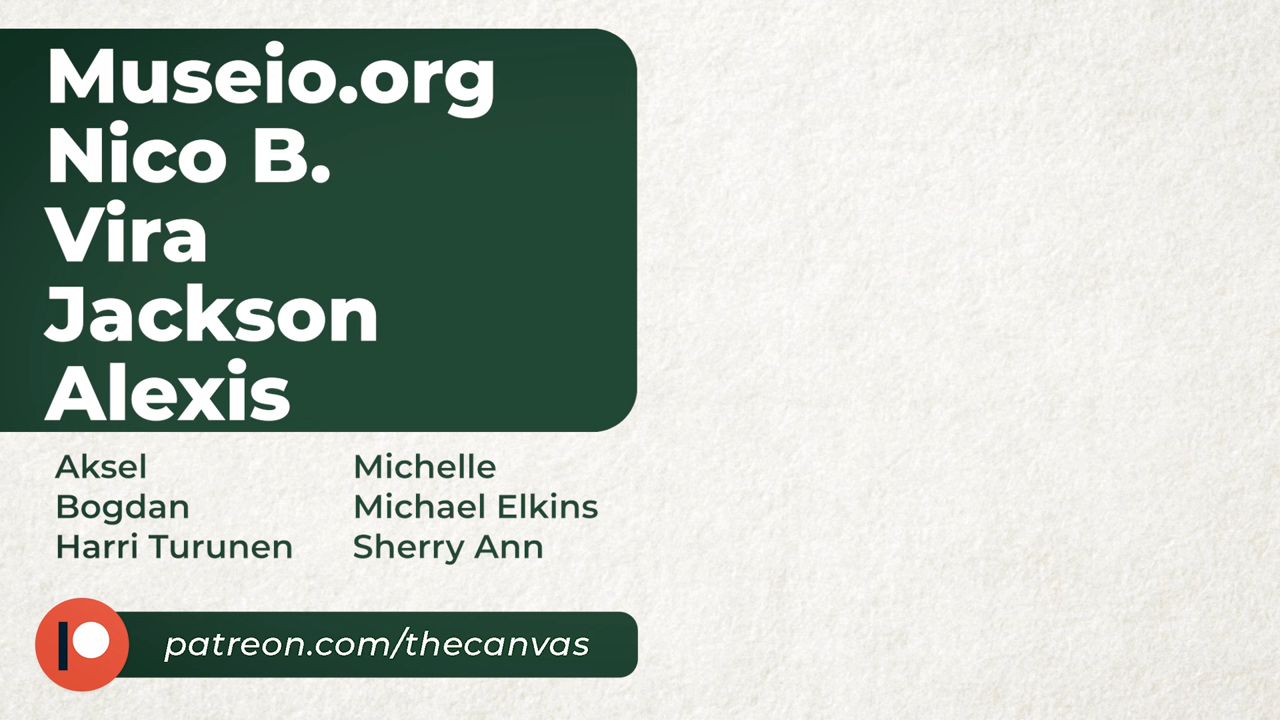 Museio.org
Nico B.
Vira
Jackson
Alexis
Aksel
Bogdan
Harri Turunen
Michelle
Michael Elkins
Sherry Ann
patreon.com/thecanvas